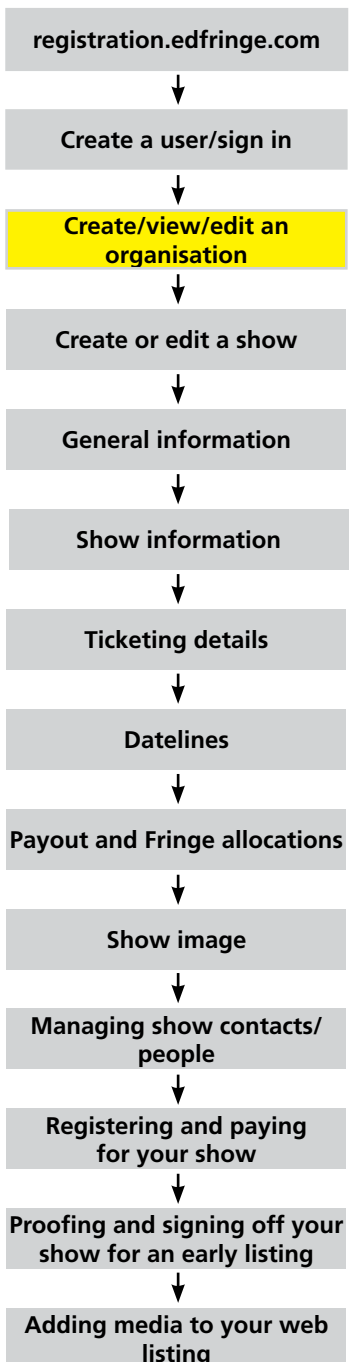 registration.edfringe.com
Create a user/sign in
Create/view/edit an
organisation
Create or edit a show
General information
Show information
Ticketing details
Datelines
Payout and Fringe allocations
Show image
Managing show contacts/
people
Registering and paying
for your show
Proofing and signing off your
show for an early listing
Adding media to your web
listing